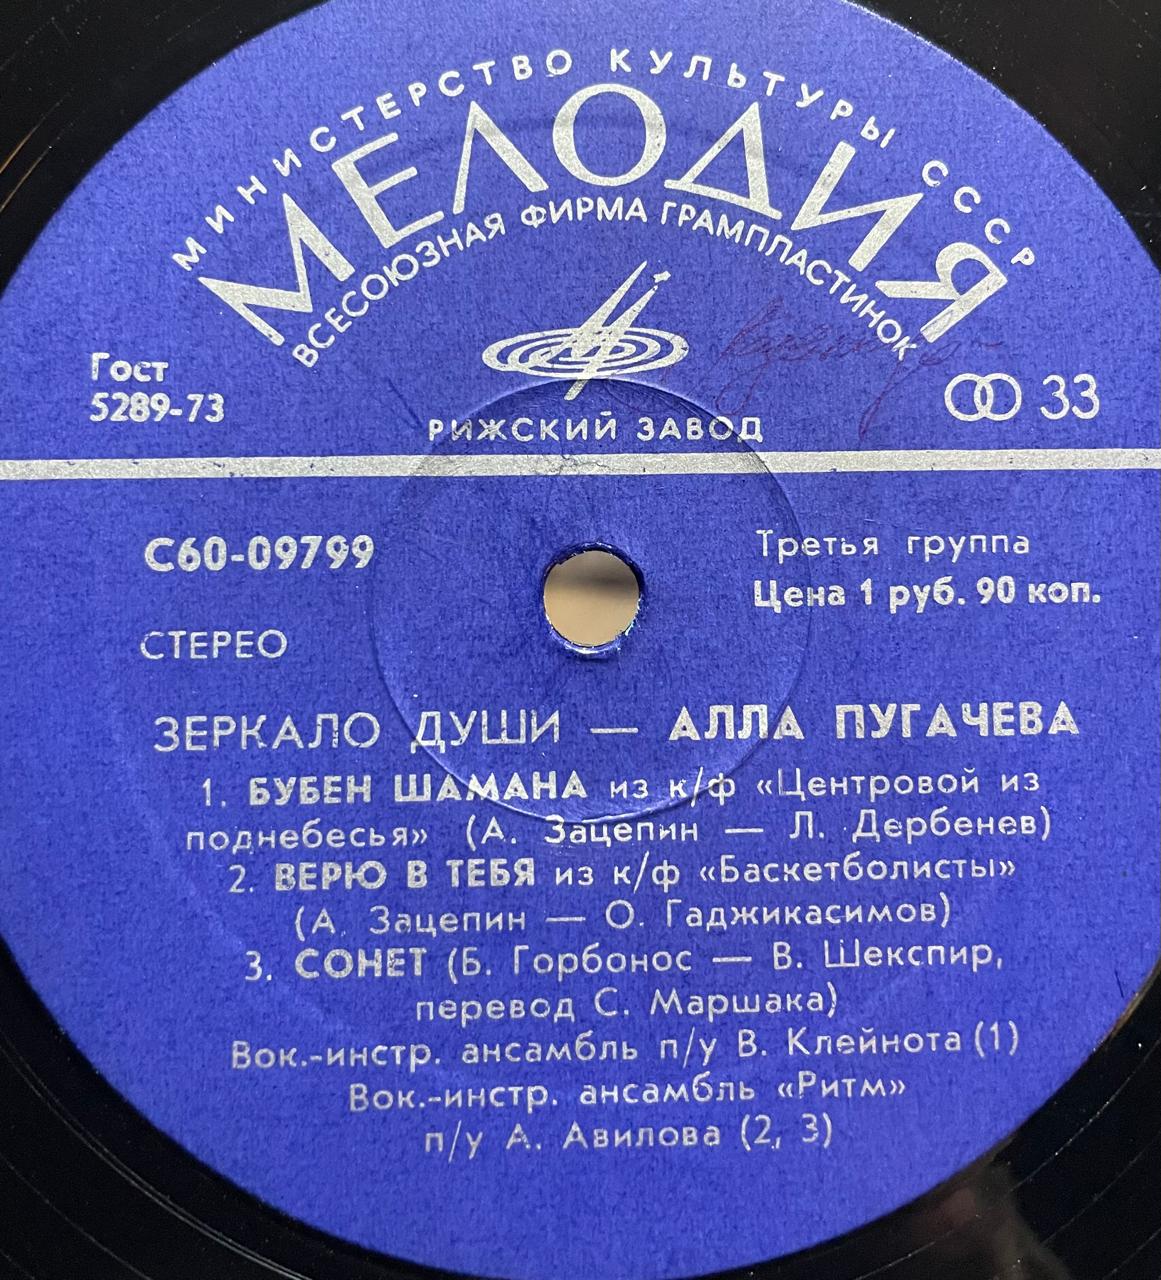 МИНИСТЕРСТВО КУЛЬТУРЫ СССР
МЕЛОДИЯ
ВСЕСОЮЗНАЯ ФИРМА ГРАМПЛАСТИНОК
Гост
5289-73
33
РИЖСКИЙ ЗАВОД
С60-09799
Третья группа
Цена 1 руб. 90 коп.
СТЕРЕО
ЗЕРКАЛО ДУШИ — АЛЛА ПУГАЧЕВА
1. БУБЕН ШАМАНА из к/ф «Центровой из
поднебесья» (А. Зацепин — Л. Дербенев)
2. ВЕРЮ В ТЕБЯ из к/ф «Баскетболисты»
(А. Зацепин — О. Гаджикасимов)
3. СОНЕТ (Б. Горбонос — В. Шекспир,
перевод С. Маршака)
Вок.-инстр. ансамбль п/у В. Клейнота (1)
Вок.-инстр. ансамбль «Ритм»
п/у А. Авилова (2, 3)